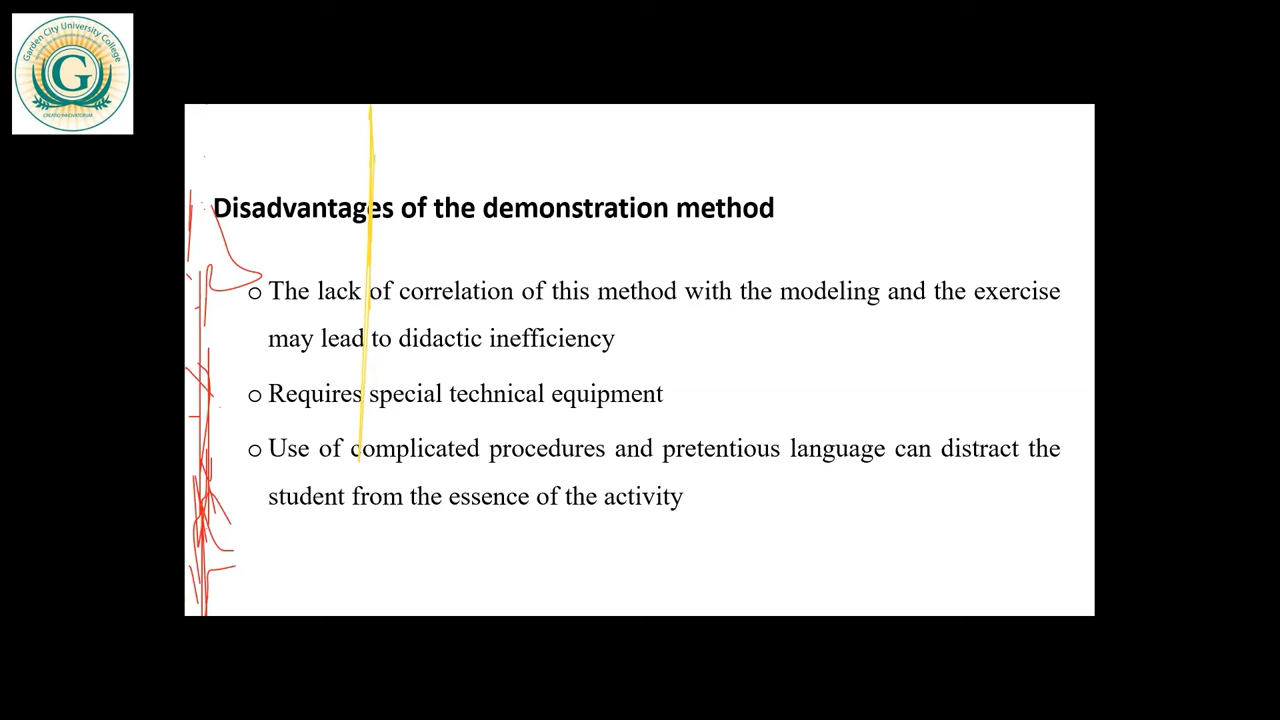 Garden City University College
G
CREATIO INNOVATORUM
Disadvantages of the demonstration method
o The lack of correlation of this method with the modeling and the exercise
may lead to didactic inefficiency
o Requires special technical equipment
o Use of complicated procedures and pretentious language can distract the
student from the essence of the activity